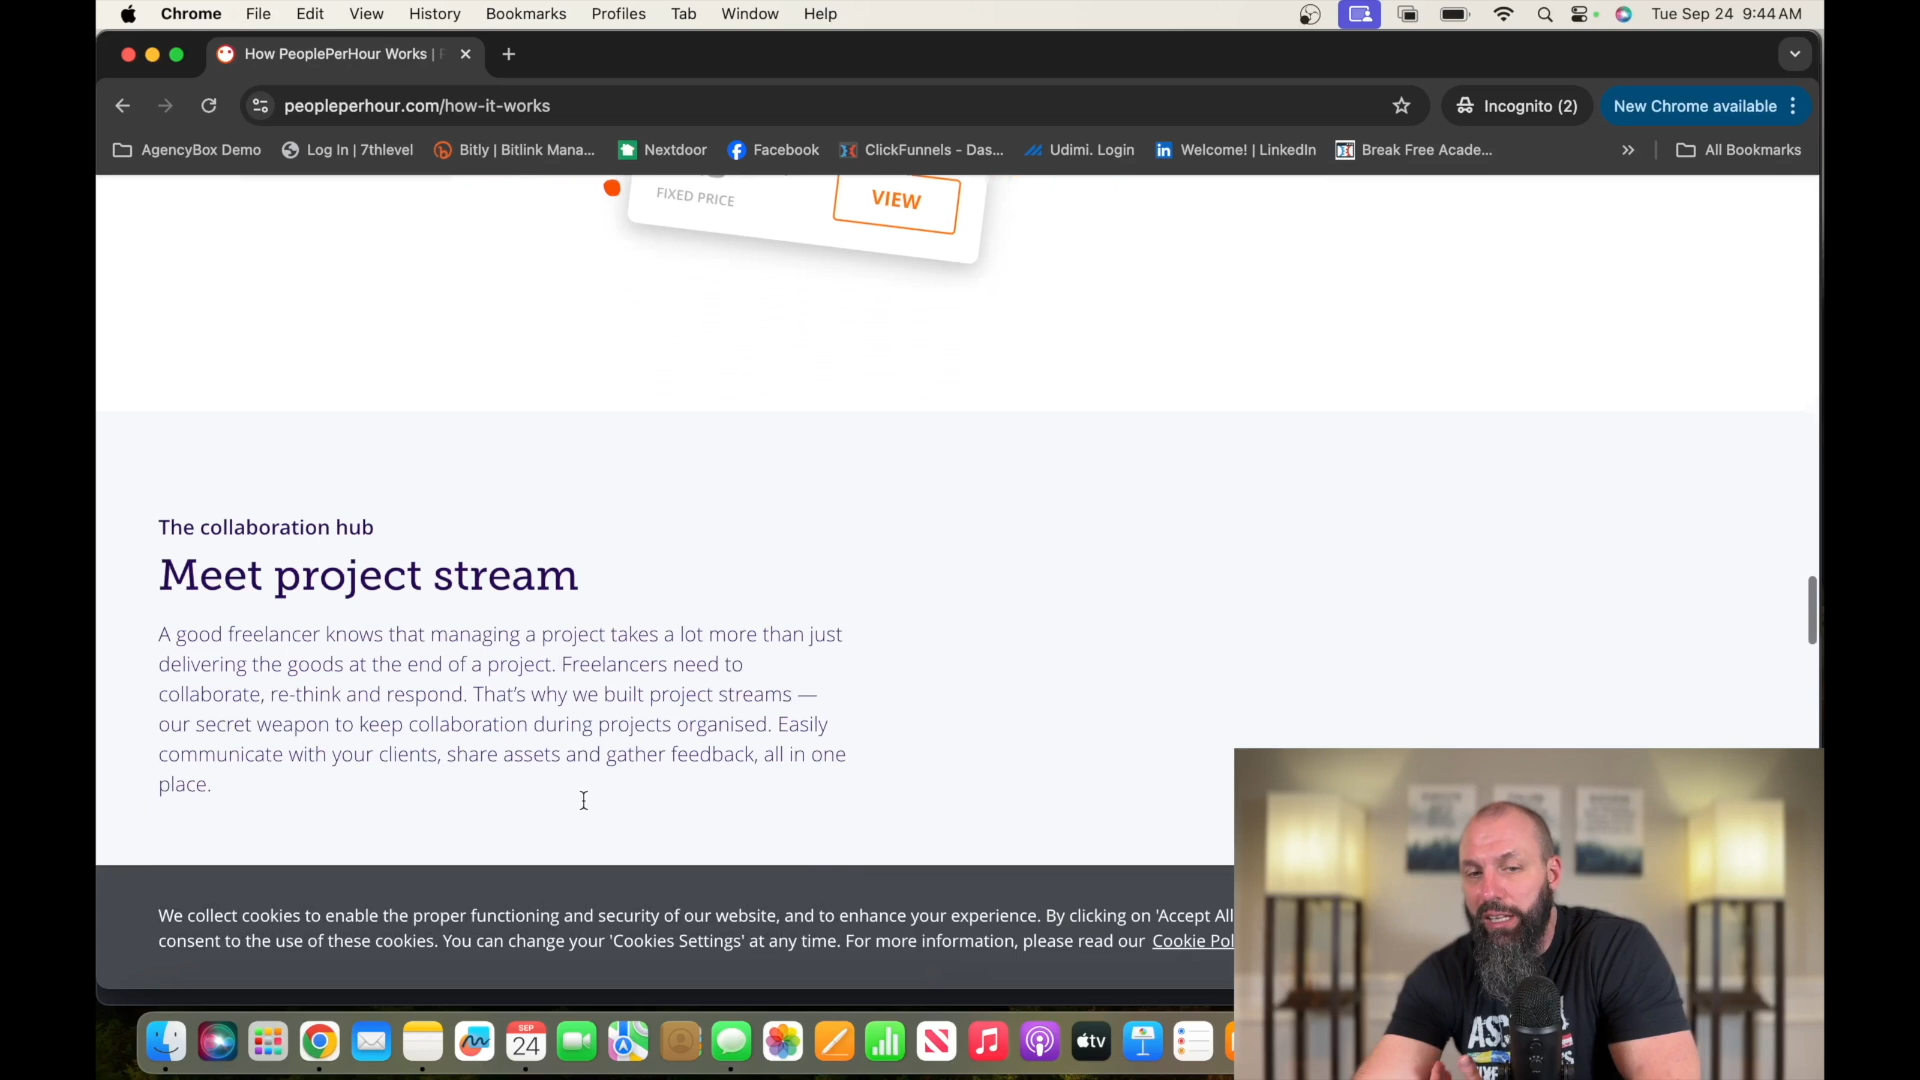 Chrome File Edit View History Bookmarks Profiles Tab Window Help Tue Sep 24 9:44 AM
How PeoplePerHour Works |
peopleperhour.com/how-it-works Incognito (2) New Chrome available
AgencyBox Demo Log In | 7thlevel Bitly | Bitlink Mana... Nextdoor Facebook ClickFunnels - Das... Udimi. Login Welcome! | LinkedIn Break Free Acade... All Bookmarks
FIXED PRICE
VIEW
The collaboration hub
Meet project stream
A good freelancer knows that managing a project takes a lot more than just
delivering the goods at the end of a project. Freelancers need to
collaborate, re-think and respond. That's why we built project streams —
our secret weapon to keep collaboration during projects organised. Easily
communicate with your clients, share assets and gather feedback, all in one
place.
We collect cookies to enable the proper functioning and security of our website, and to enhance your experience. By clicking on 'Accept All
consent to the use of these cookies. You can change your 'Cookies Settings' at any time. For more information, please read our Cookie Pol
SEP
24
tv